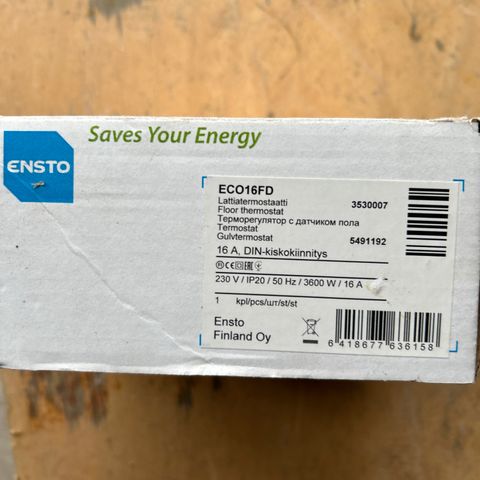 ENSTO
Saves Your Energy
ECO16FD
Lattiatermostaatti 3530007
Floor thermostat
Терморегулятор с датчиком пола
Termostat
Gulvtermostat 5491192
16 A, DIN-kiskokiinnitys
230 V / IP20 / 50 Hz / 3600 W / 16 A
1 kpl/pcs/шт/st/st
Ensto
Finland Oy
6 418677 636158